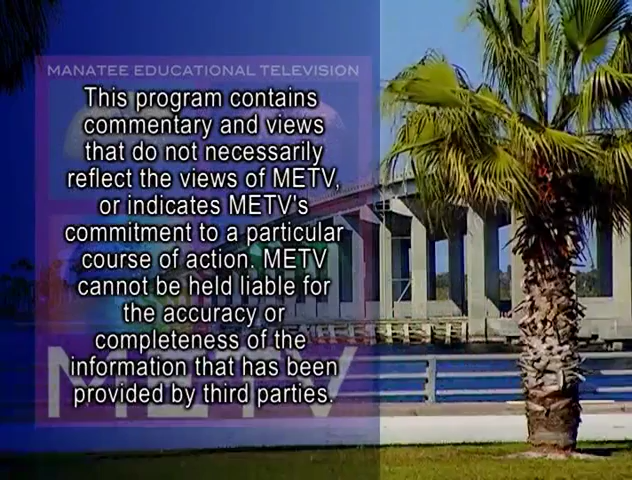 MANATEE EDUCATIONAL TELEVISION
This program contains
commentary and views
that do not necessarily
reflect the views of METV,
or indicates METV's
commitment to a particular
course of action. METV
cannot be held liable for
the accuracy or
completeness of the
information that has been
provided by third parties.
METV